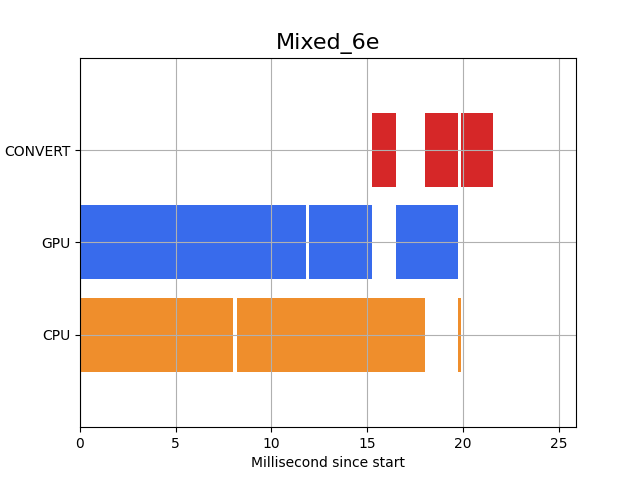 Mixed_6e
CONVERT
GPU
CPU
0 5 10 15 20 25
Millisecond since start